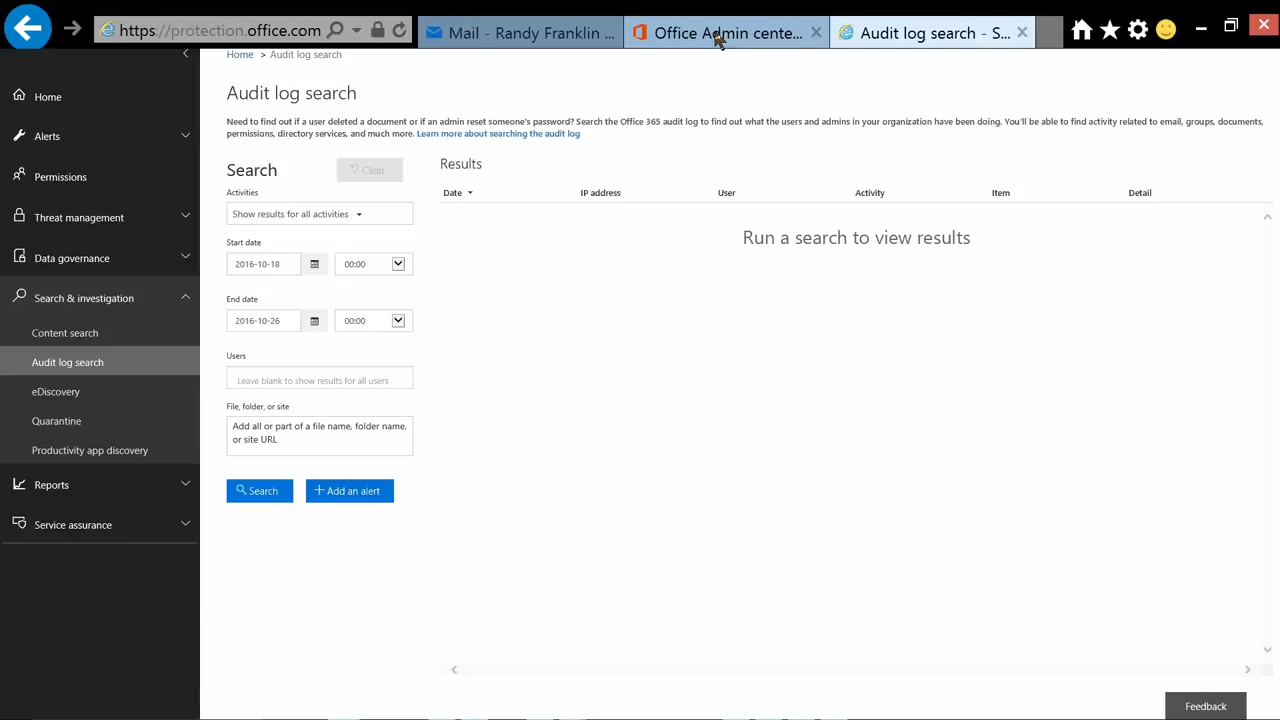 https://protection.office.com
Mail - Randy Franklin ...
Office Admin cente...
Audit log search - S...
Home > Audit log search
Home
Alerts
Permissions
Threat management
Data governance
Search & investigation
Content search
Audit log search
eDiscovery
Quarantine
Productivity app discovery
Reports
Service assurance
Audit log search
Need to find out if a user deleted a document or if an admin reset someone's password? Search the Office 365 audit log to find out what the users and admins in your organization have been doing. You'll be able to find activity related to email, groups, documents,
permissions, directory services, and much more. Learn more about searching the audit log
Search
Clear
Activities
Show results for all activities
Start date
2016-10-18
00:00
End date
2016-10-26
00:00
Users
Leave blank to show results for all users
File, folder, or site
Add all or part of a file name, folder name,
or site URL
Search
Add an alert
Results
Date
IP address
User
Activity
Item
Detail
Run a search to view results
Feedback